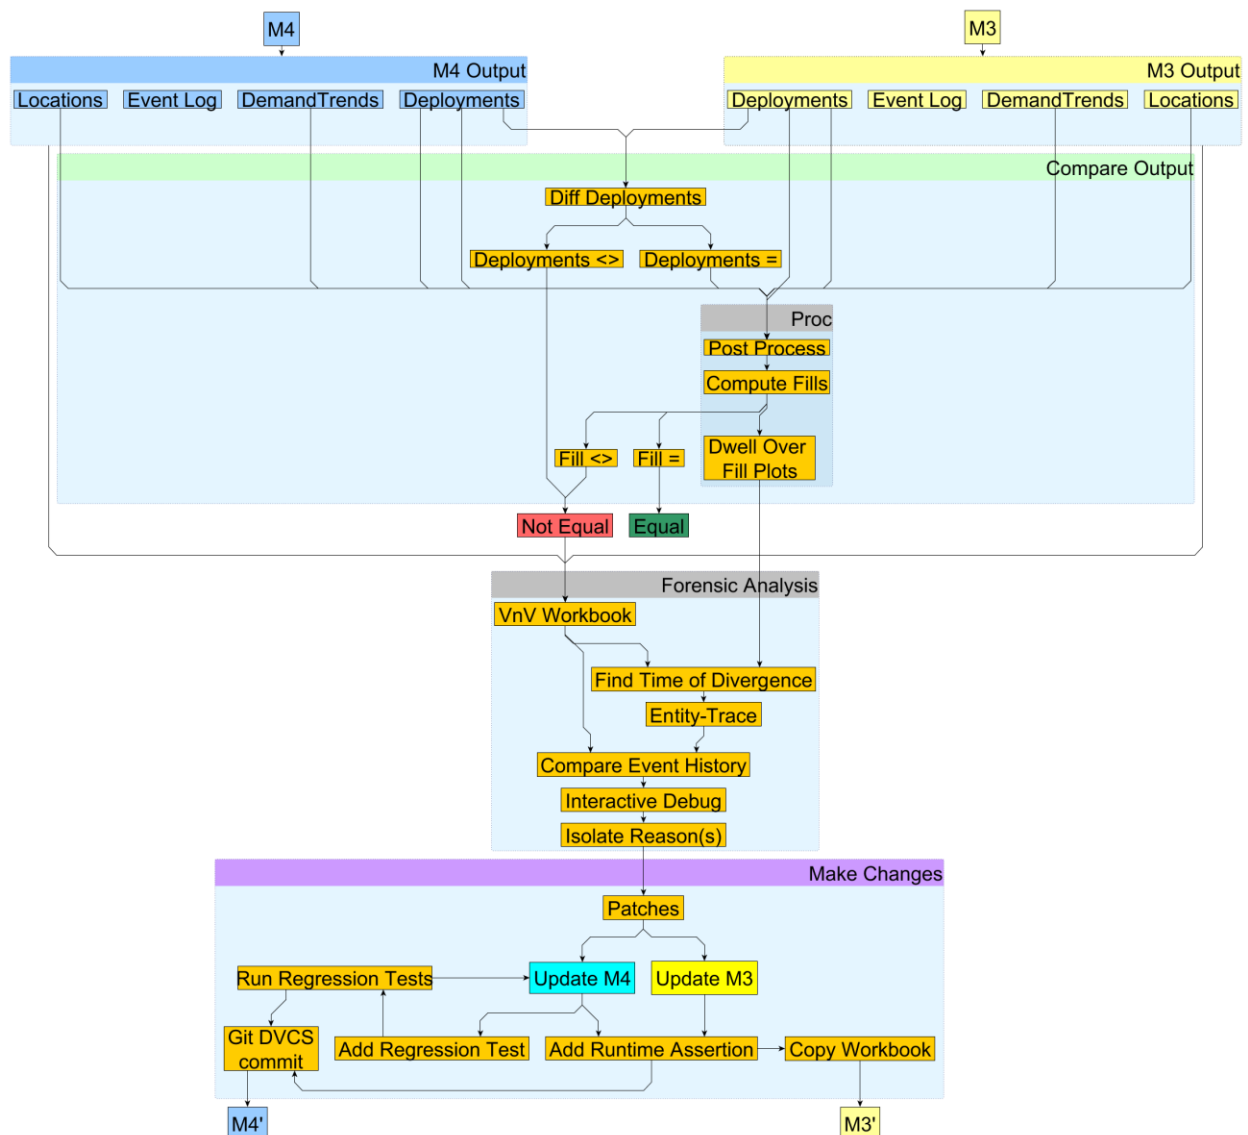 M4
M3
M4 Output
M3 Output
Locations
Event Log
DemandTrends
Deployments
Deployments
Event Log
DemandTrends
Locations
Compare Output
Diff Deployments
Deployments <>
Deployments =
Proc
Post Process
Compute Fills
Fill <>
Fill =
Dwell Over
Fill Plots
Not Equal
Equal
Forensic Analysis
VnV Workbook
Find Time of Divergence
Entity-Trace
Compare Event History
Interactive Debug
Isolate Reason(s)
Make Changes
Patches
Run Regression Tests
Update M4
Update M3
Git DVCS
commit
Add Regression Test
Add Runtime Assertion
Copy Workbook
M4'
M3'